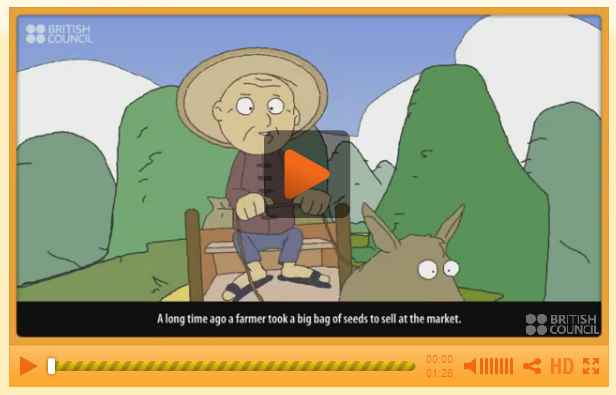 BRITISH
COUNCIL
A long time ago a farmer took a big bag of seeds to sell at the market.
BRITISH
COUNCIL
00:00
01:28
HD